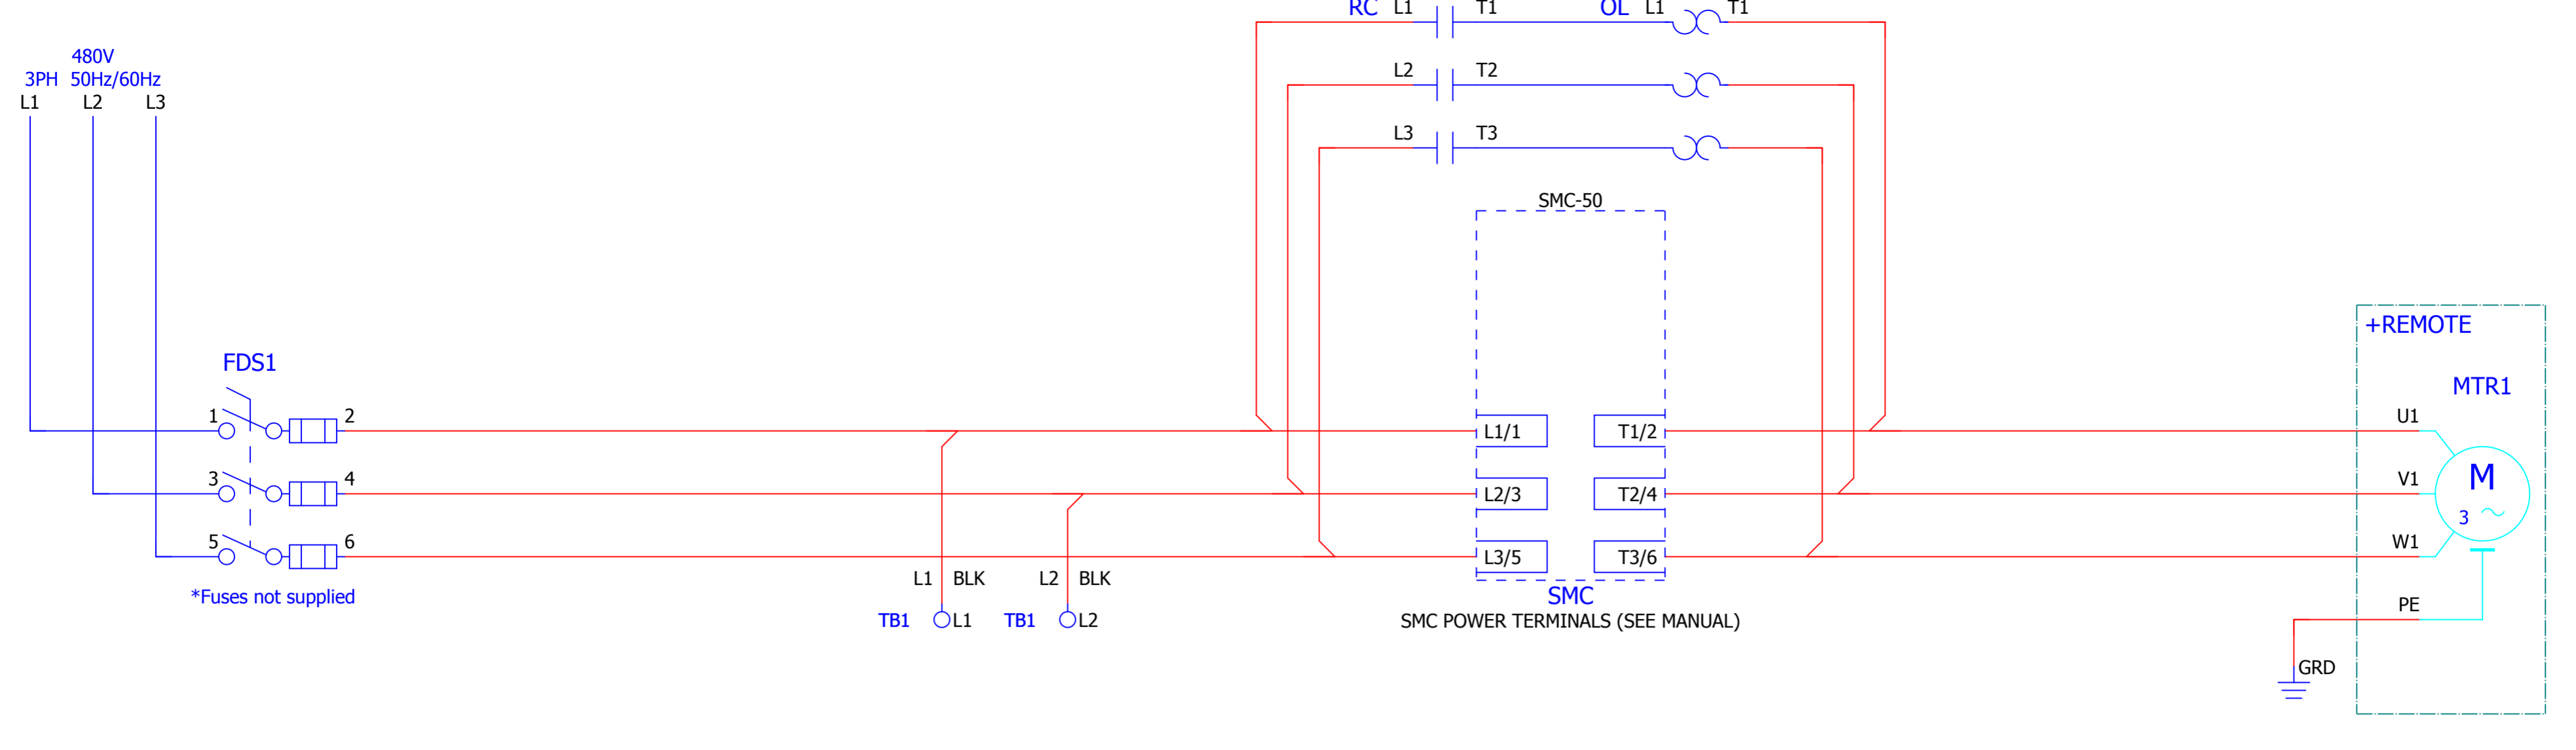 RC L1 T1 OL L1 T1
480V
3PH 50Hz/60Hz
L1 L2 L3
L2 T2
L3 T3
SMC-50
+REMOTE
FDS1
MTR1
1 2 L1/1 T1/2 U1
M
3
3 4 L2/3 T2/4 V1
5 6 L3/5 T3/6 W1
L1 BLK L2 BLK
*Fuses not supplied
SMC
PE
TB1 L1 TB1 L2
SMC POWER TERMINALS (SEE MANUAL)
GRD